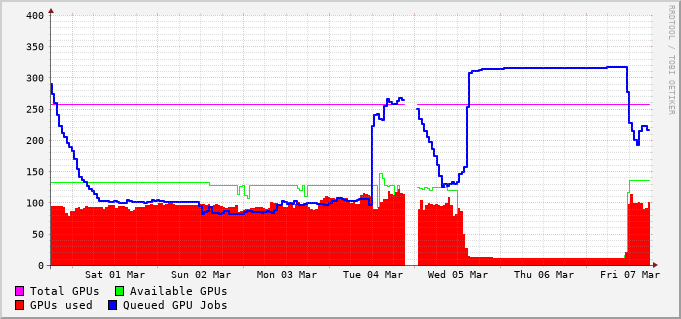 RRDTOOL / TOBI OETIKER
400
350
300
250
200
150
100
50
0
Sat 01 Mar Sun 02 Mar Mon 03 Mar Tue 04 Mar Wed 05 Mar Thu 06 Mar Fri 07 Mar
Total GPUs Available GPUs
GPUs used Queued GPU Jobs